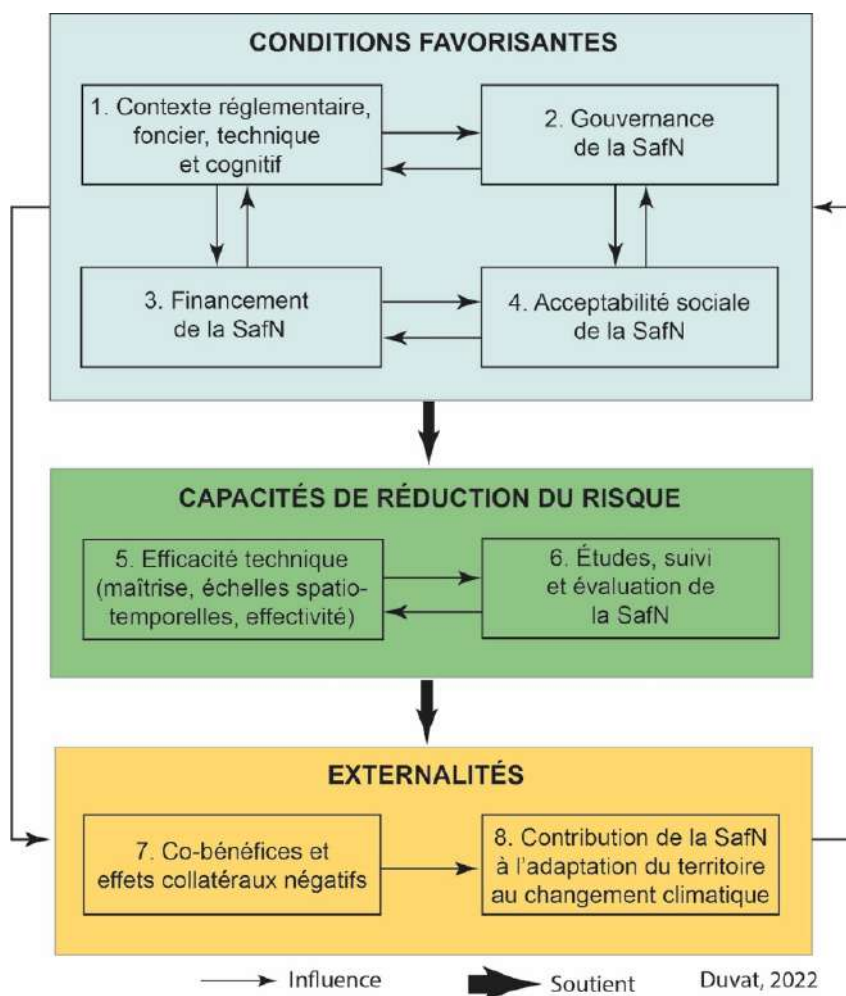 CONDITIONS FAVORISANTES
1. Contexte réglementaire,
foncier, technique
et cognitif
2. Gouvernance
de la SafN
3. Financement
de la SafN
4. Acceptabilité sociale
de la SafN
CAPACITÉS DE RÉDUCTION DU RISQUE
5. Efficacité technique
(maîtrise, échelles spatio-
temporelles, effectivité)
6. Études, suivi
et évaluation de
la SafN
EXTERNALITÉS
7. Co-bénéfices et
effets collatéraux négatifs
8. Contribution de la SafN
à l'adaptation du territoire
au changement climatique
Influence
Soutient
Duvat, 2022